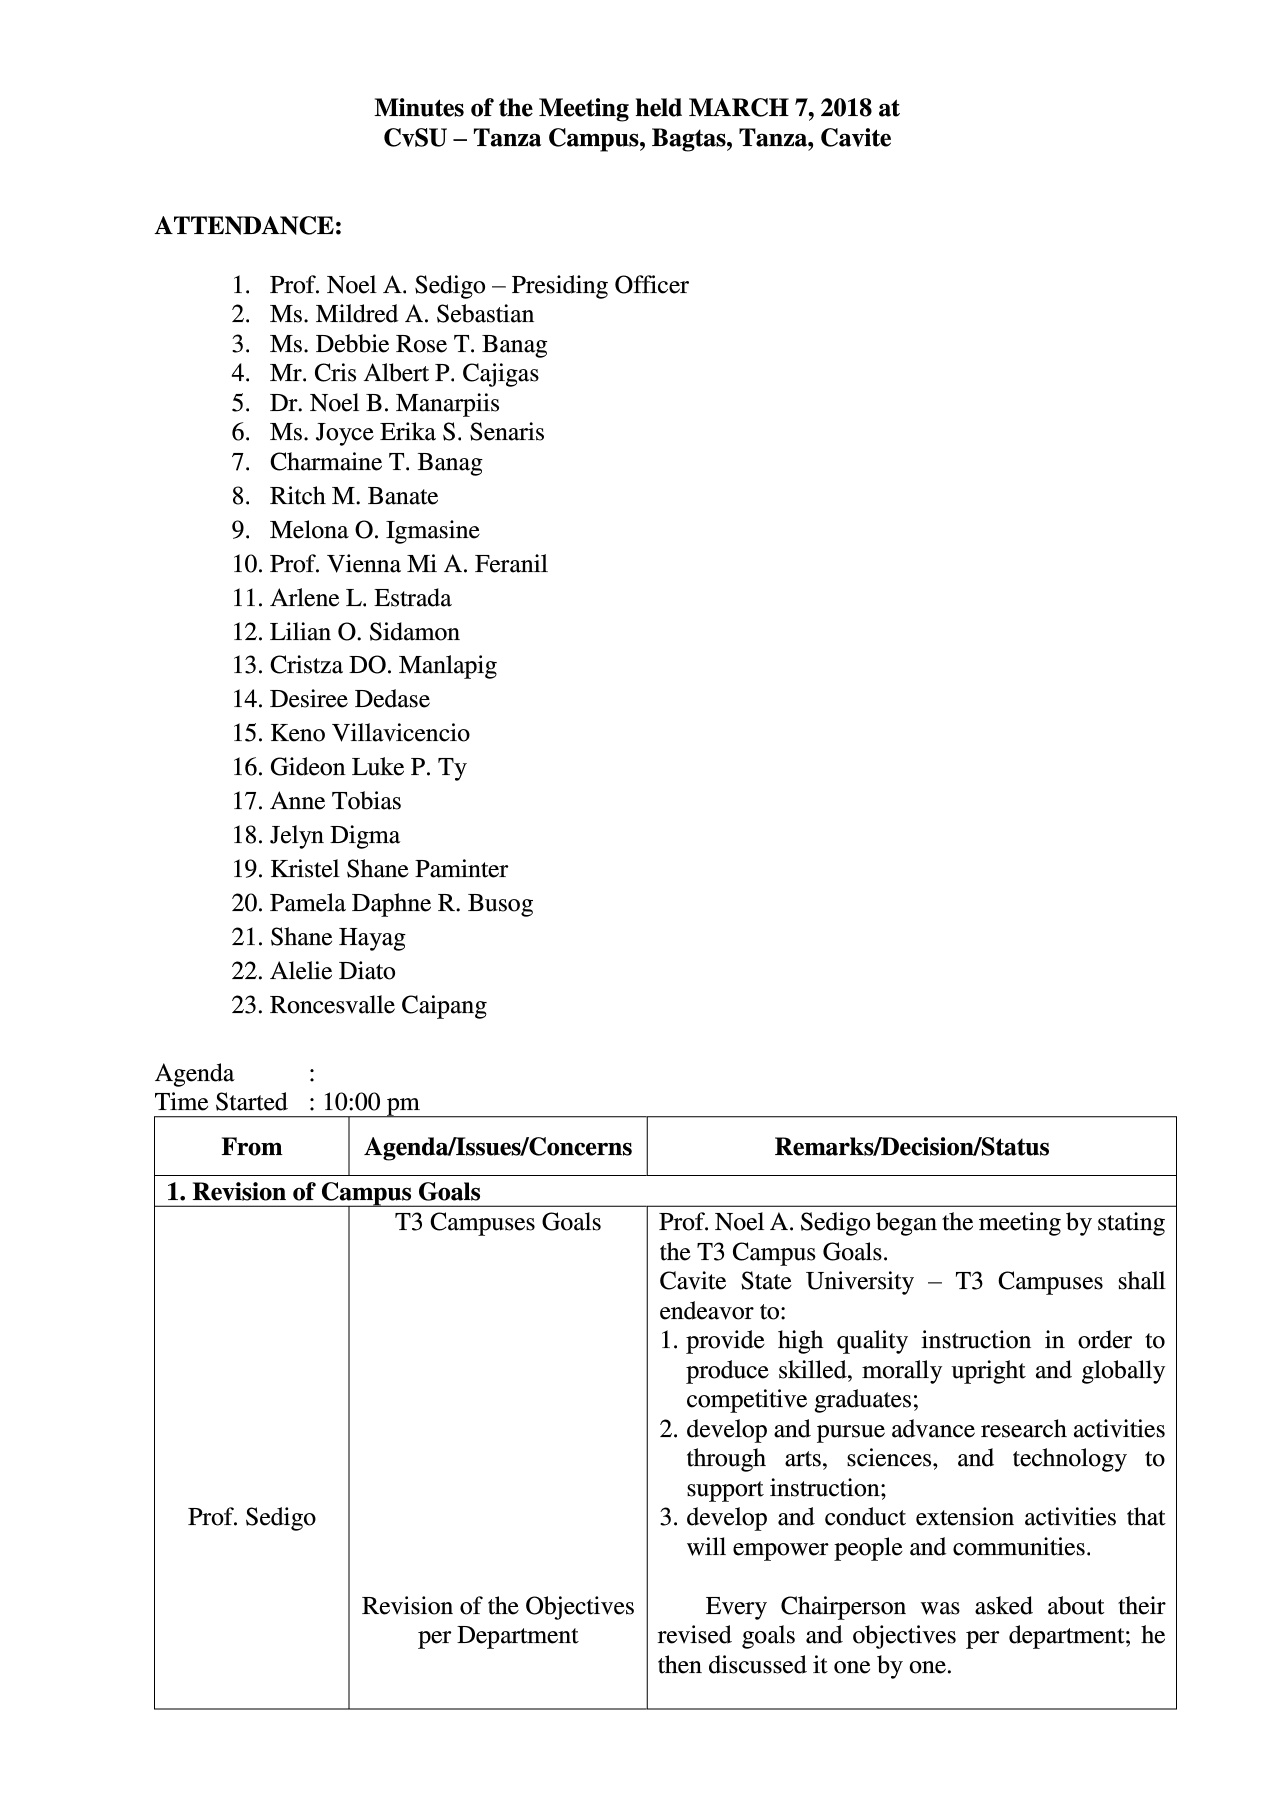 Minutes of the Meeting held MARCH 7, 2018 at
CvSU – Tanza Campus, Bagtas, Tanza, Cavite
ATTENDANCE:
1. Prof. Noel A. Sedigo – Presiding Officer
2. Ms. Mildred A. Sebastian
3. Ms. Debbie Rose T. Banag
4. Mr. Cris Albert P. Cajigas
5. Dr. Noel B. Manarpiis
6. Ms. Joyce Erika S. Senaris
7. Charmaine T. Banag
8. Ritch M. Banate
9. Melona O. Igmasine
10. Prof. Vienna Mi A. Feranil
11. Arlene L. Estrada
12. Lilian O. Sidamon
13. Cristza DO. Manlapig
14. Desiree Dedase
15. Keno Villavicencio
16. Gideon Luke P. Ty
17. Anne Tobias
18. Jelyn Digma
19. Kristel Shane Paminter
20. Pamela Daphne R. Busog
21. Shane Hayag
22. Alelie Diato
23. Roncesvalle Caipang
Agenda :
Time Started : 10:00 pm
From Agenda/Issues/Concerns Remarks/Decision/Status
1. Revision of Campus Goals
Prof. Sedigo
T3 Campuses Goals
Prof. Noel A. Sedigo began the meeting by stating
the T3 Campus Goals.
Cavite State University – T3 Campuses shall
endeavor to:
1. provide high quality instruction in order to
produce skilled, morally upright and globally
competitive graduates;
2. develop and pursue advance research activities
through arts, sciences, and technology to
support instruction;
3. develop and conduct extension activities that
will empower people and communities.
Revision of the Objectives
per Department
Every Chairperson was asked about their
revised goals and objectives per department; he
then discussed it one by one.